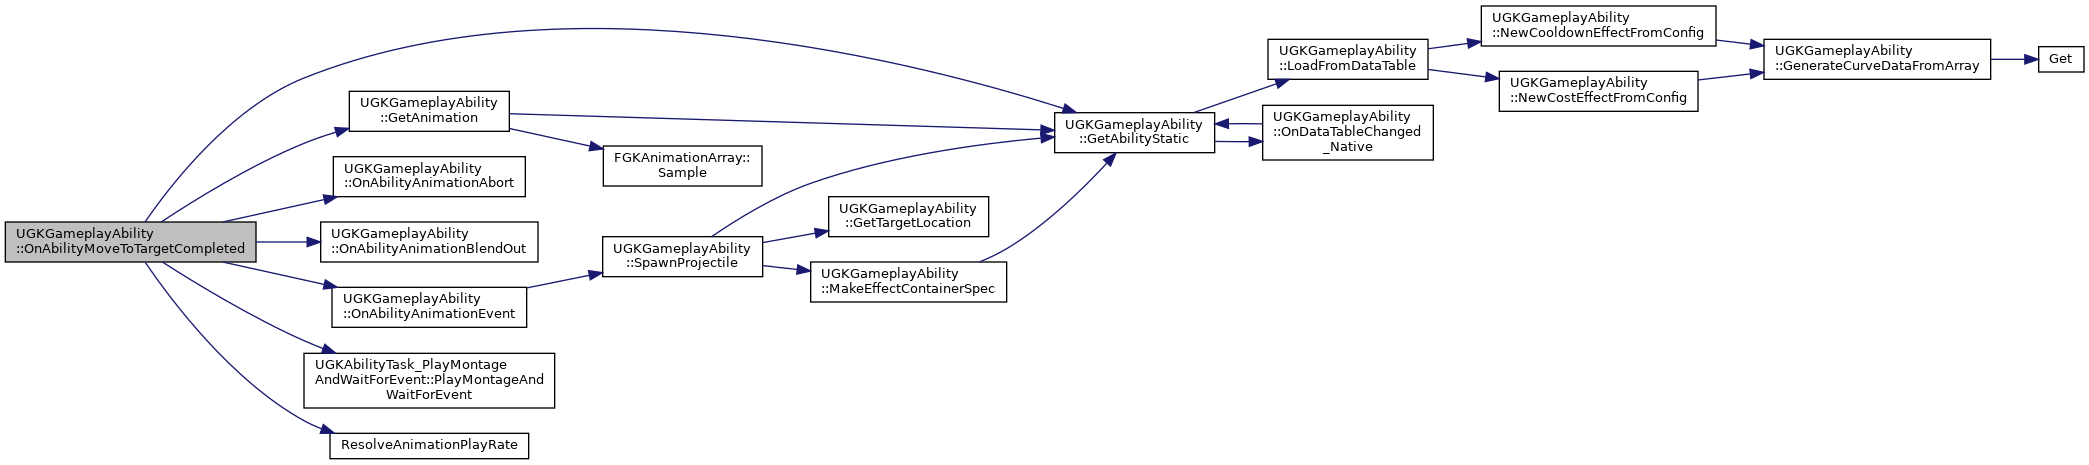 UGKGameplayAbility
::OnAbilityMoveToTargetCompleted
UGKGameplayAbility
::GetAnimation
UGKGameplayAbility
::OnAbilityAnimationAbort
UGKGameplayAbility
::OnAbilityAnimationBlendOut
UGKGameplayAbility
::OnAbilityAnimationEvent
UGKAbilityTask_PlayMontage
AndWaitForEvent::PlayMontageAnd
WaitForEvent
ResolveAnimationPlayRate
FGKAnimationArray::
Sample
UGKGameplayAbility
::SpawnProjectile
UGKGameplayAbility
::GetTargetLocation
UGKGameplayAbility
::MakeEffectContainerSpec
UGKGameplayAbility
::GetAbilityStatic
UGKGameplayAbility
::LoadFromDataTable
UGKGameplayAbility
::OnDataTableChanged
_Native
UGKGameplayAbility
::NewCooldownEffectFromConfig
UGKGameplayAbility
::NewCostEffectFromConfig
UGKGameplayAbility
::GenerateCurveDataFromArray
Get